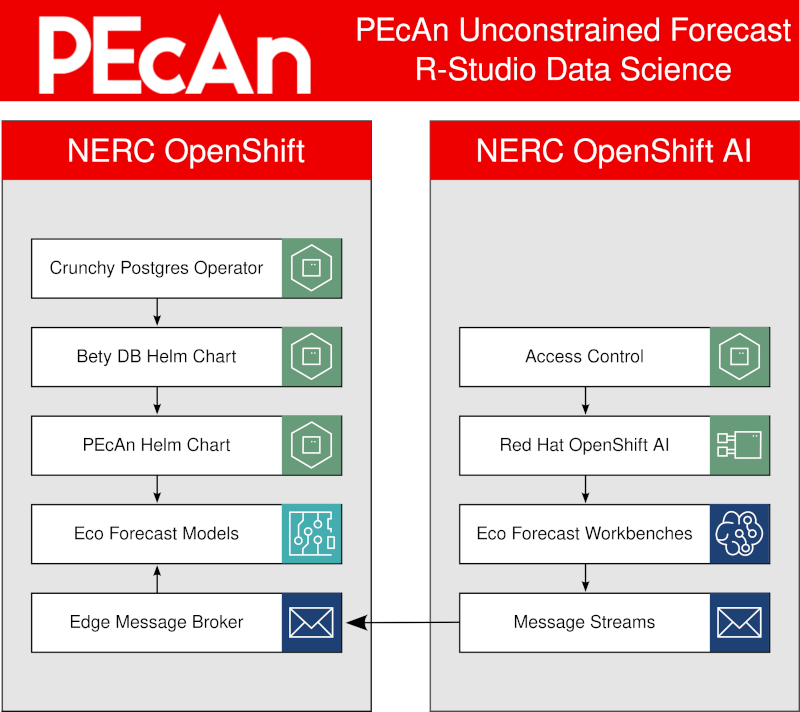 PEcAn
PEcAn Unconstrained Forecast
R-Studio Data Science
NERC OpenShift
Crunchy Postgres Operator
Bety DB Helm Chart
PEcAn Helm Chart
Eco Forecast Models
Edge Message Broker
NERC OpenShift AI
Access Control
Red Hat OpenShift AI
Eco Forecast Workbenches
Message Streams